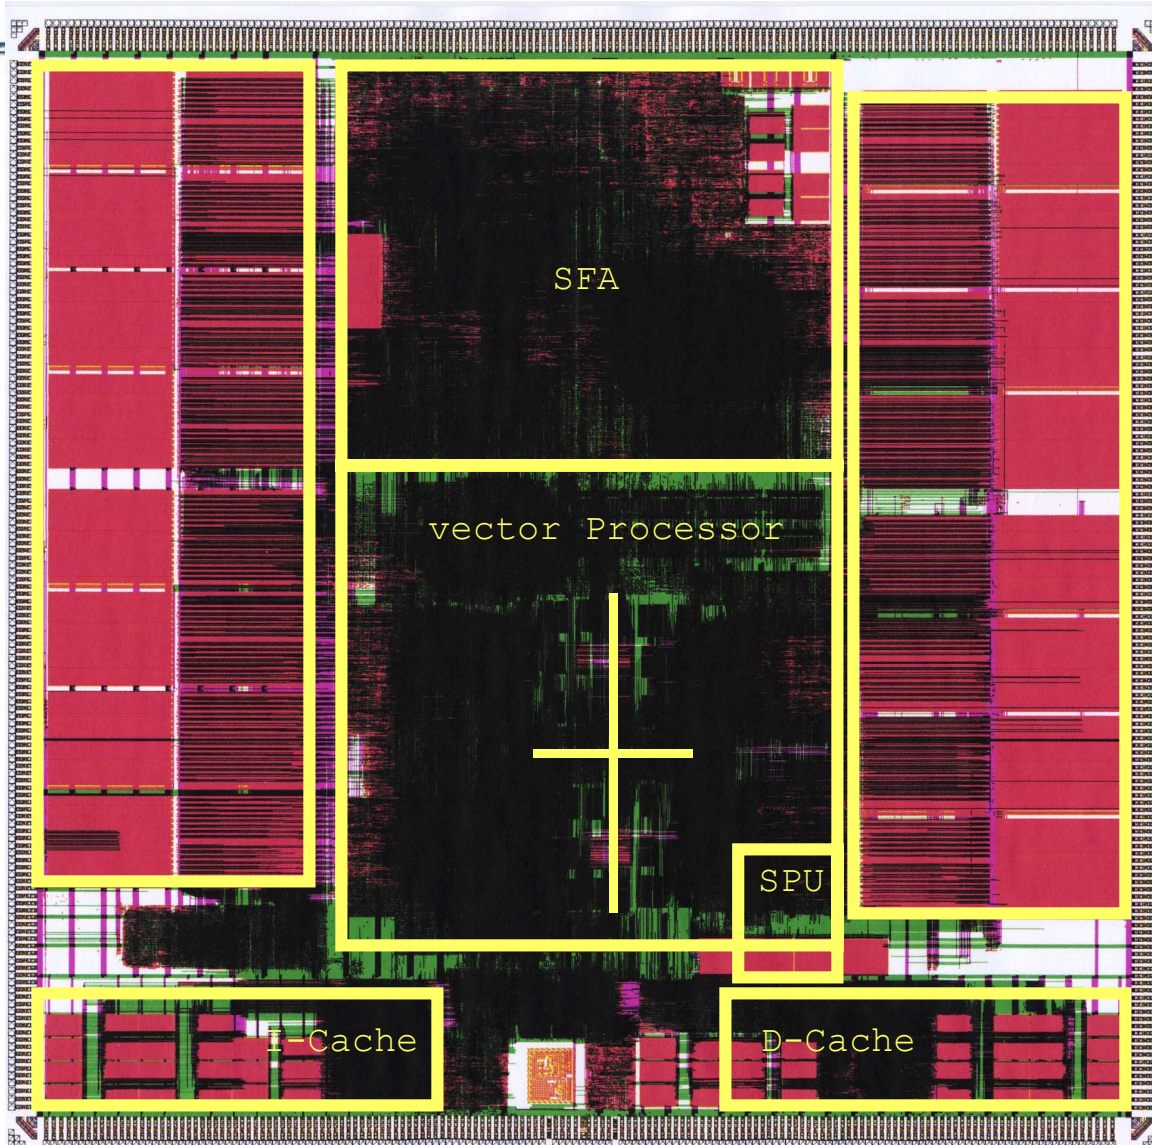 SFA
vector Processor
SPU
I-Cache
D-Cache